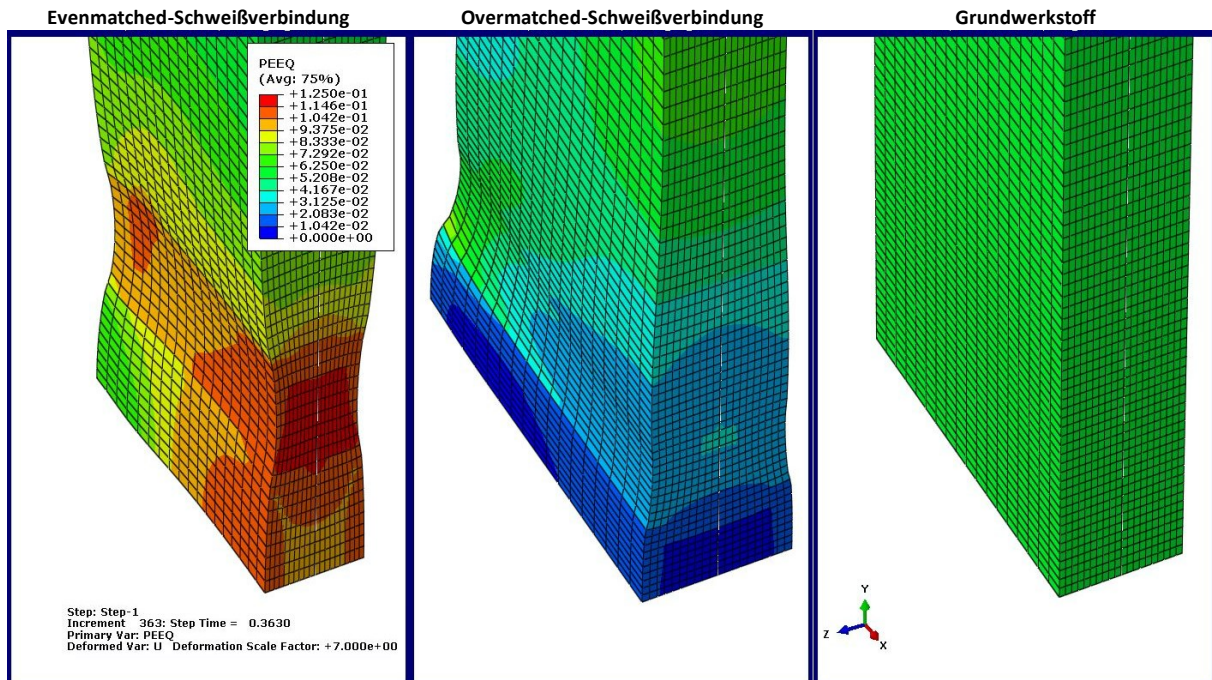 Evenmatched-Schweißverbindung
Overmatched-Schweißverbindung
Grundwerkstoff
PEEQ
(Avg: 75%)
+1.250e-01
+1.146e-01
+1.042e-01
+9.375e-02
+8.333e-02
+7.292e-02
+6.250e-02
+5.208e-02
+4.167e-02
+3.125e-02
+2.083e-02
+1.042e-02
+0.000e+00
Step: Step-1
Increment 363: Step Time = 0.3630
Primary Var: PEEQ
Deformed Var: U Deformation Scale Factor: +7.000e+00
Y
Z
X